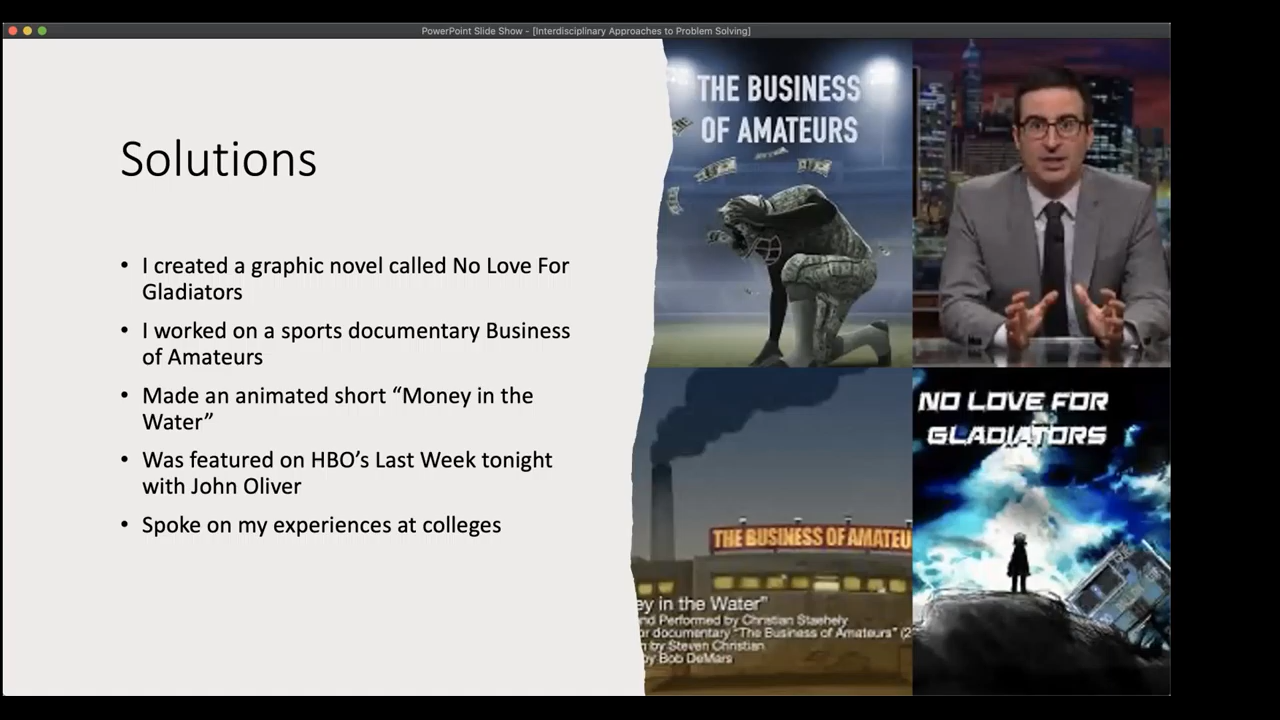 PowerPoint Slide Show - [Interdisciplinary Approaches to Problem Solving]
Solutions
• I created a graphic novel called No Love For
Gladiators
• I worked on a sports documentary Business
of Amateurs
• Made an animated short “Money in the
Water”
• Was featured on HBO’s Last Week tonight
with John Oliver
• Spoke on my experiences at colleges
THE BUSINESS
OF AMATEURS
THE BUSINESS OF AMATEU
ey in the Water”
nd Performed by Christian Staehely
or documentary “The Business of Amateurs” (2
n by Steven Christian
by Bob DeMars
NO LOVE FOR
GLADIATORS